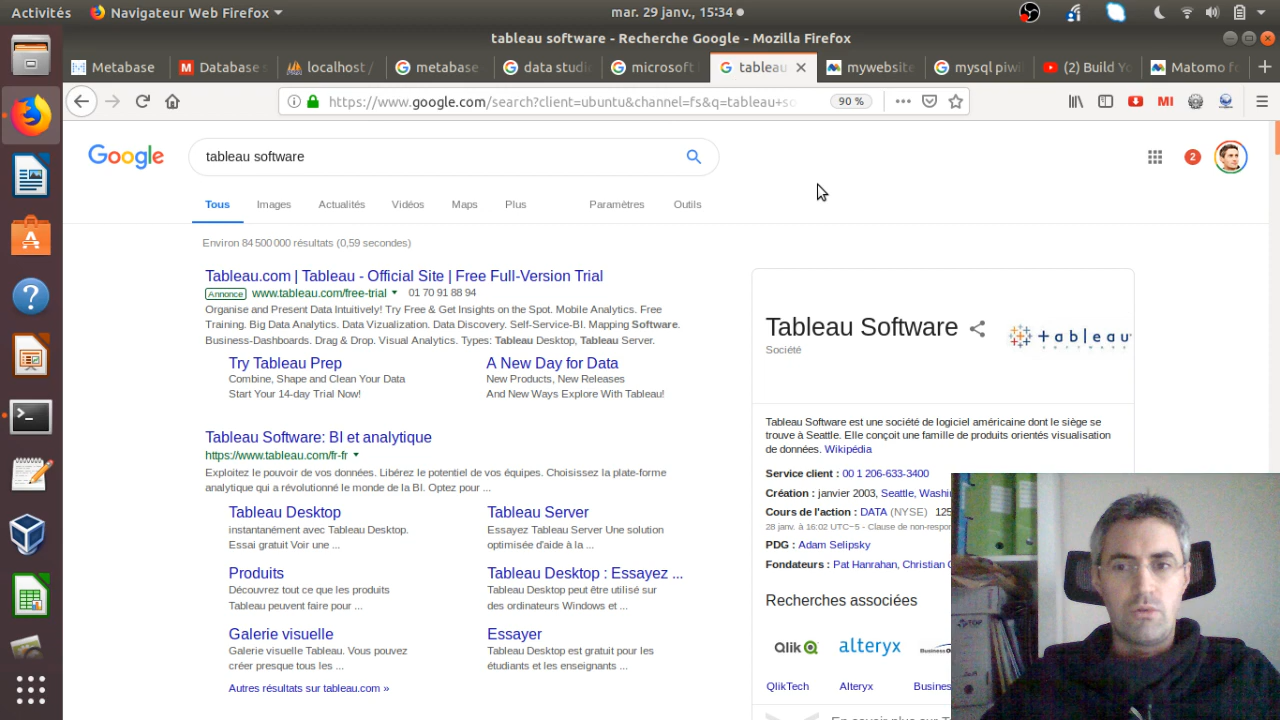 Activités
Navigateur Web Firefox
mar. 29 janv., 15:34
tableau software - Recherche Google - Mozilla Firefox
Metabase
Database
localhost /
metabase
data studi
microsoft
tableau
mywebsite
mysql piwi
(2) Build Yo
Matomo fo
https://www.google.com/search?client=ubuntu&channel=fs&q=tableau+so
90 %
Google
tableau software
2
Tous
Images
Actualités
Vidéos
Maps
Plus
Paramètres
Outils
Environ 84 500 000 résultats (0,59 secondes)
Tableau.com | Tableau - Official Site | Free Full-Version Trial
Annonce www.tableau.com/free-trial 01 70 91 88 94
Organise and Present Data Intuitively! Try Free & Get Insights on the Spot. Mobile Analytics. Free
Training. Big Data Analytics. Data Vizualization. Data Discovery. Self-Service-BI. Mapping Software.
Business-Dashboards. Drag & Drop. Visual Analytics. Types: Tableau Desktop, Tableau Server.
Try Tableau Prep
Combine, Shape and Clean Your Data
Start Your 14-day Trial Now!
A New Day for Data
New Products, New Releases
And New Ways Explore With Tableau!
Tableau Software: BI et analytique
https://www.tableau.com/fr-fr
Exploitez le pouvoir de vos données. Libérez le potentiel de vos équipes. Choisissez la plate-forme
analytique qui a révolutionné le monde de la BI. Optez pour ...
Tableau Desktop
instantanément avec Tableau Desktop.
Essai gratuit Voir une ...
Tableau Server
Essayez Tableau Server Une solution
optimisée d'aide à la ...
Produits
Découvrez tout ce que les produits
Tableau peuvent faire pour ...
Tableau Desktop : Essayez ...
Tableau Desktop peut être utilisé sur
des ordinateurs Windows et ...
Galerie visuelle
Galerie visuelle Tableau. Vous pouvez
créer presque tous les ...
Essayer
Tableau Desktop est gratuit pour les
étudiants et les enseignants ...
Autres résultats sur tableau.com »
Tableau Software
Société
tableau
Tableau Software est une société de logiciel américaine dont le siège se
trouve à Seattle. Elle conçoit une famille de produits orientés visualisation
de données. Wikipédia
Service client : 00 1 206-633-3400
Création : janvier 2003, Seattle, Washin
Cours de l'action : DATA (NYSE) 125
28 janv. à 16:02 UTC−5 - Clause de non-respon
PDG : Adam Selipsky
Fondateurs : Pat Hanrahan, Christian C
Recherches associées
Qlik
alteryx
QlikTech
Alteryx
Busines